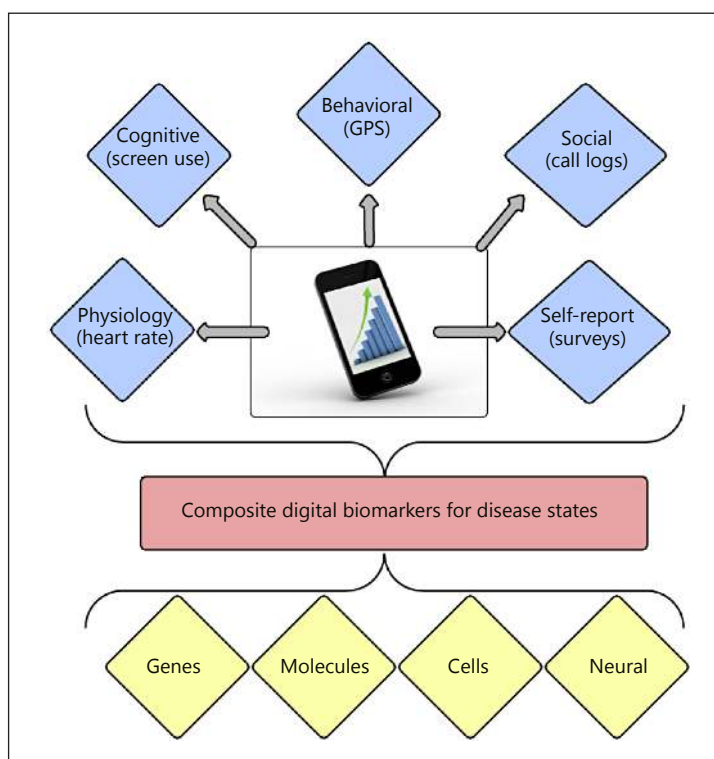 Behavioral
(GPS)
Cognitive
(screen use)
Social
(call logs)
Physiology
(heart rate)
Self-report
(surveys)
Composite digital biomarkers for disease states
Genes
Molecules
Cells
Neural